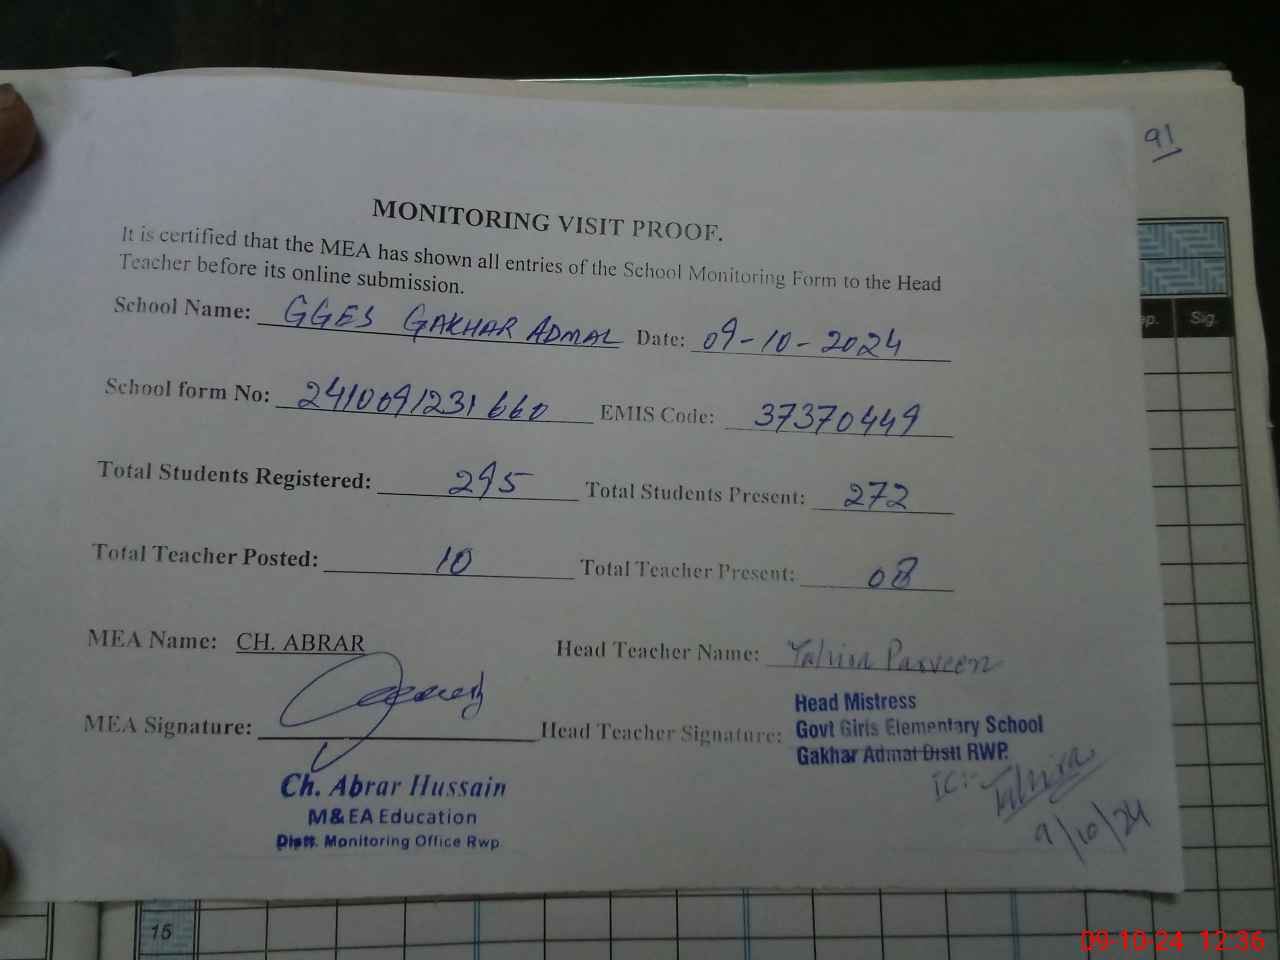 91
MONITORING VISIT PROOF.
It is certified that the MEA has shown all entries of the School Monitoring Form to the Head
Teacher before its online submission.
School Name: GGES GAKHAR ADMAL Date: 09-10-2024
School form No: 2410091231660 EMIS Code: 37370449
Total Students Registered: 295 Total Students Present: 272
Total Teacher Posted: 10 Total Teacher Present: 08
MEA Name: CH. ABRAR Head Teacher Name: Tahira Parveen
MEA Signature: Head Teacher Signature:
Head Mistress
Govt Girls Elementary School
Gakhar Admal Distt RWP.
IC:- Tahira
9/10/24
Ch. Abrar Hussain
M&EA Education
Distt. Monitoring Office Rwp
Sig.
15
09-10-24 12:36